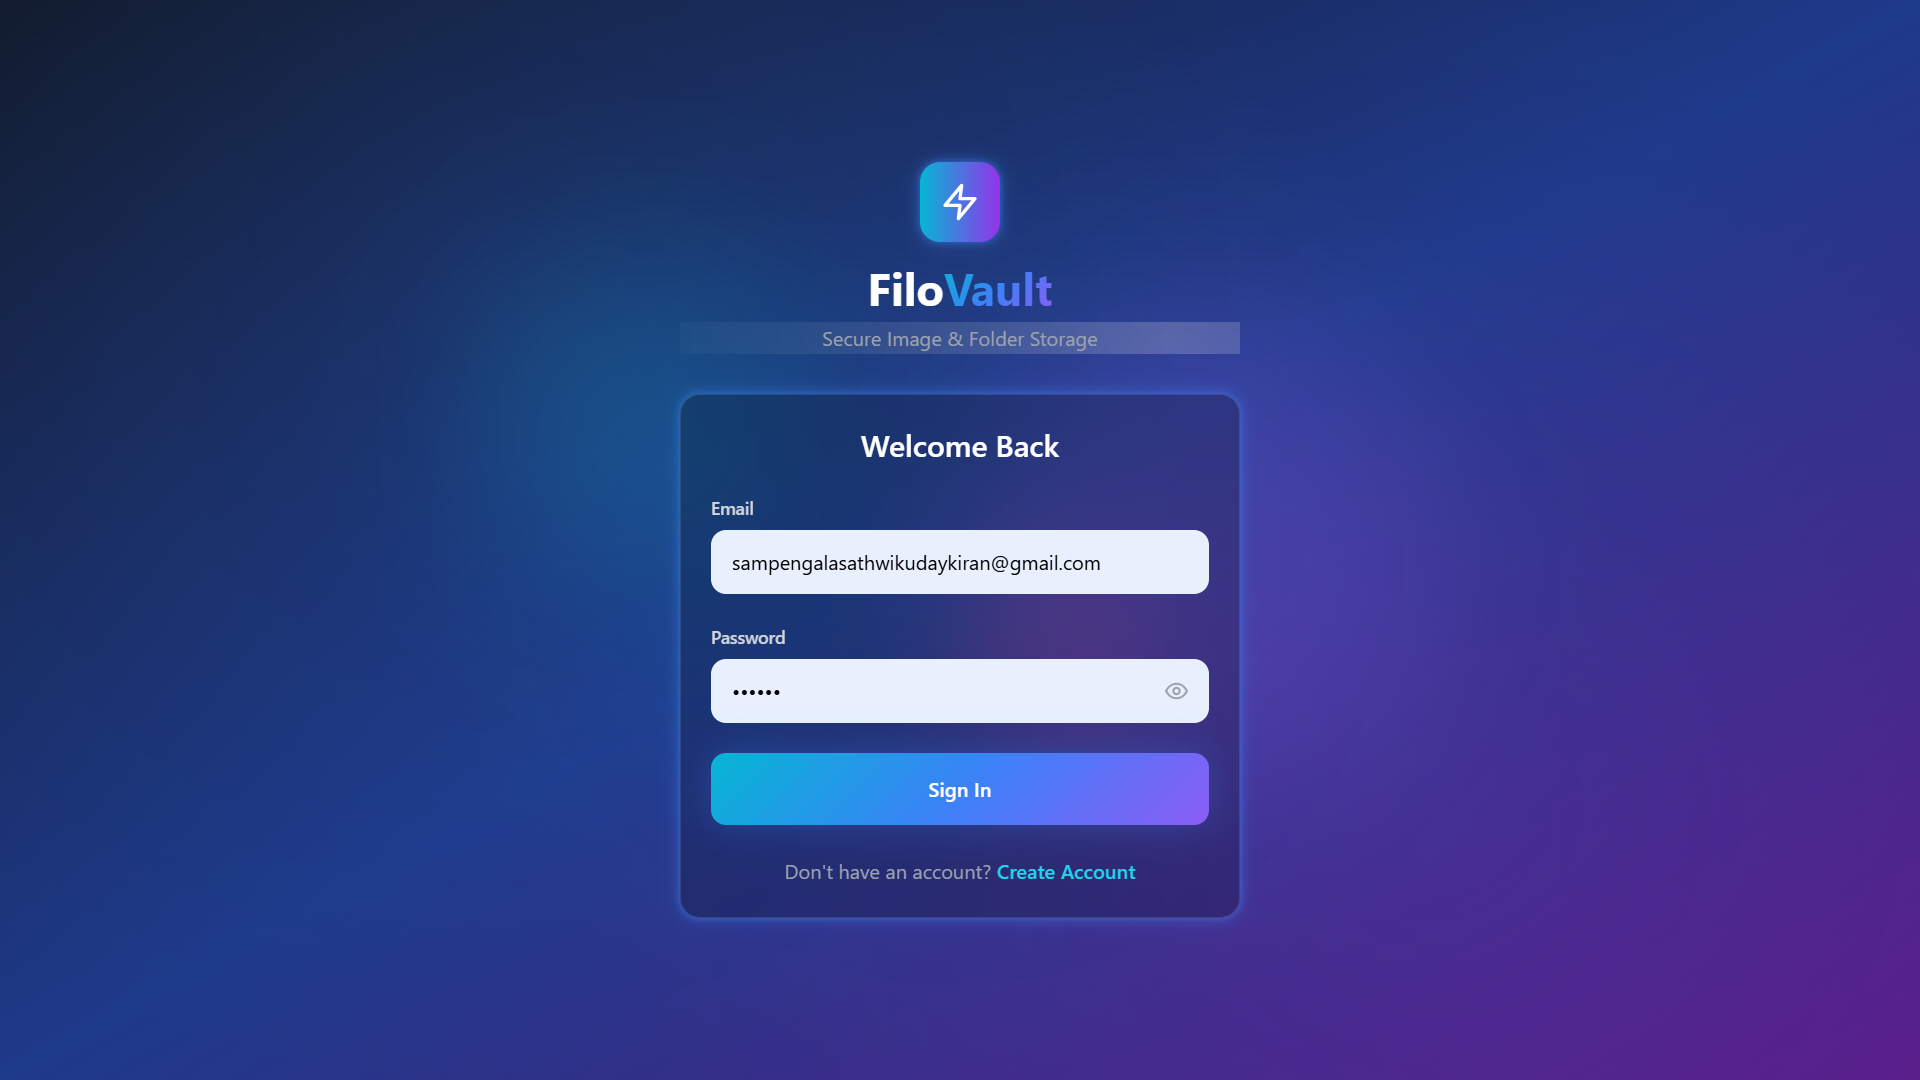 FiloVault
Secure Image & Folder Storage
Welcome Back
Email
sampengalasathwikudaykiran@gmail.com
Password
••••••
Sign In
Don't have an account? Create Account